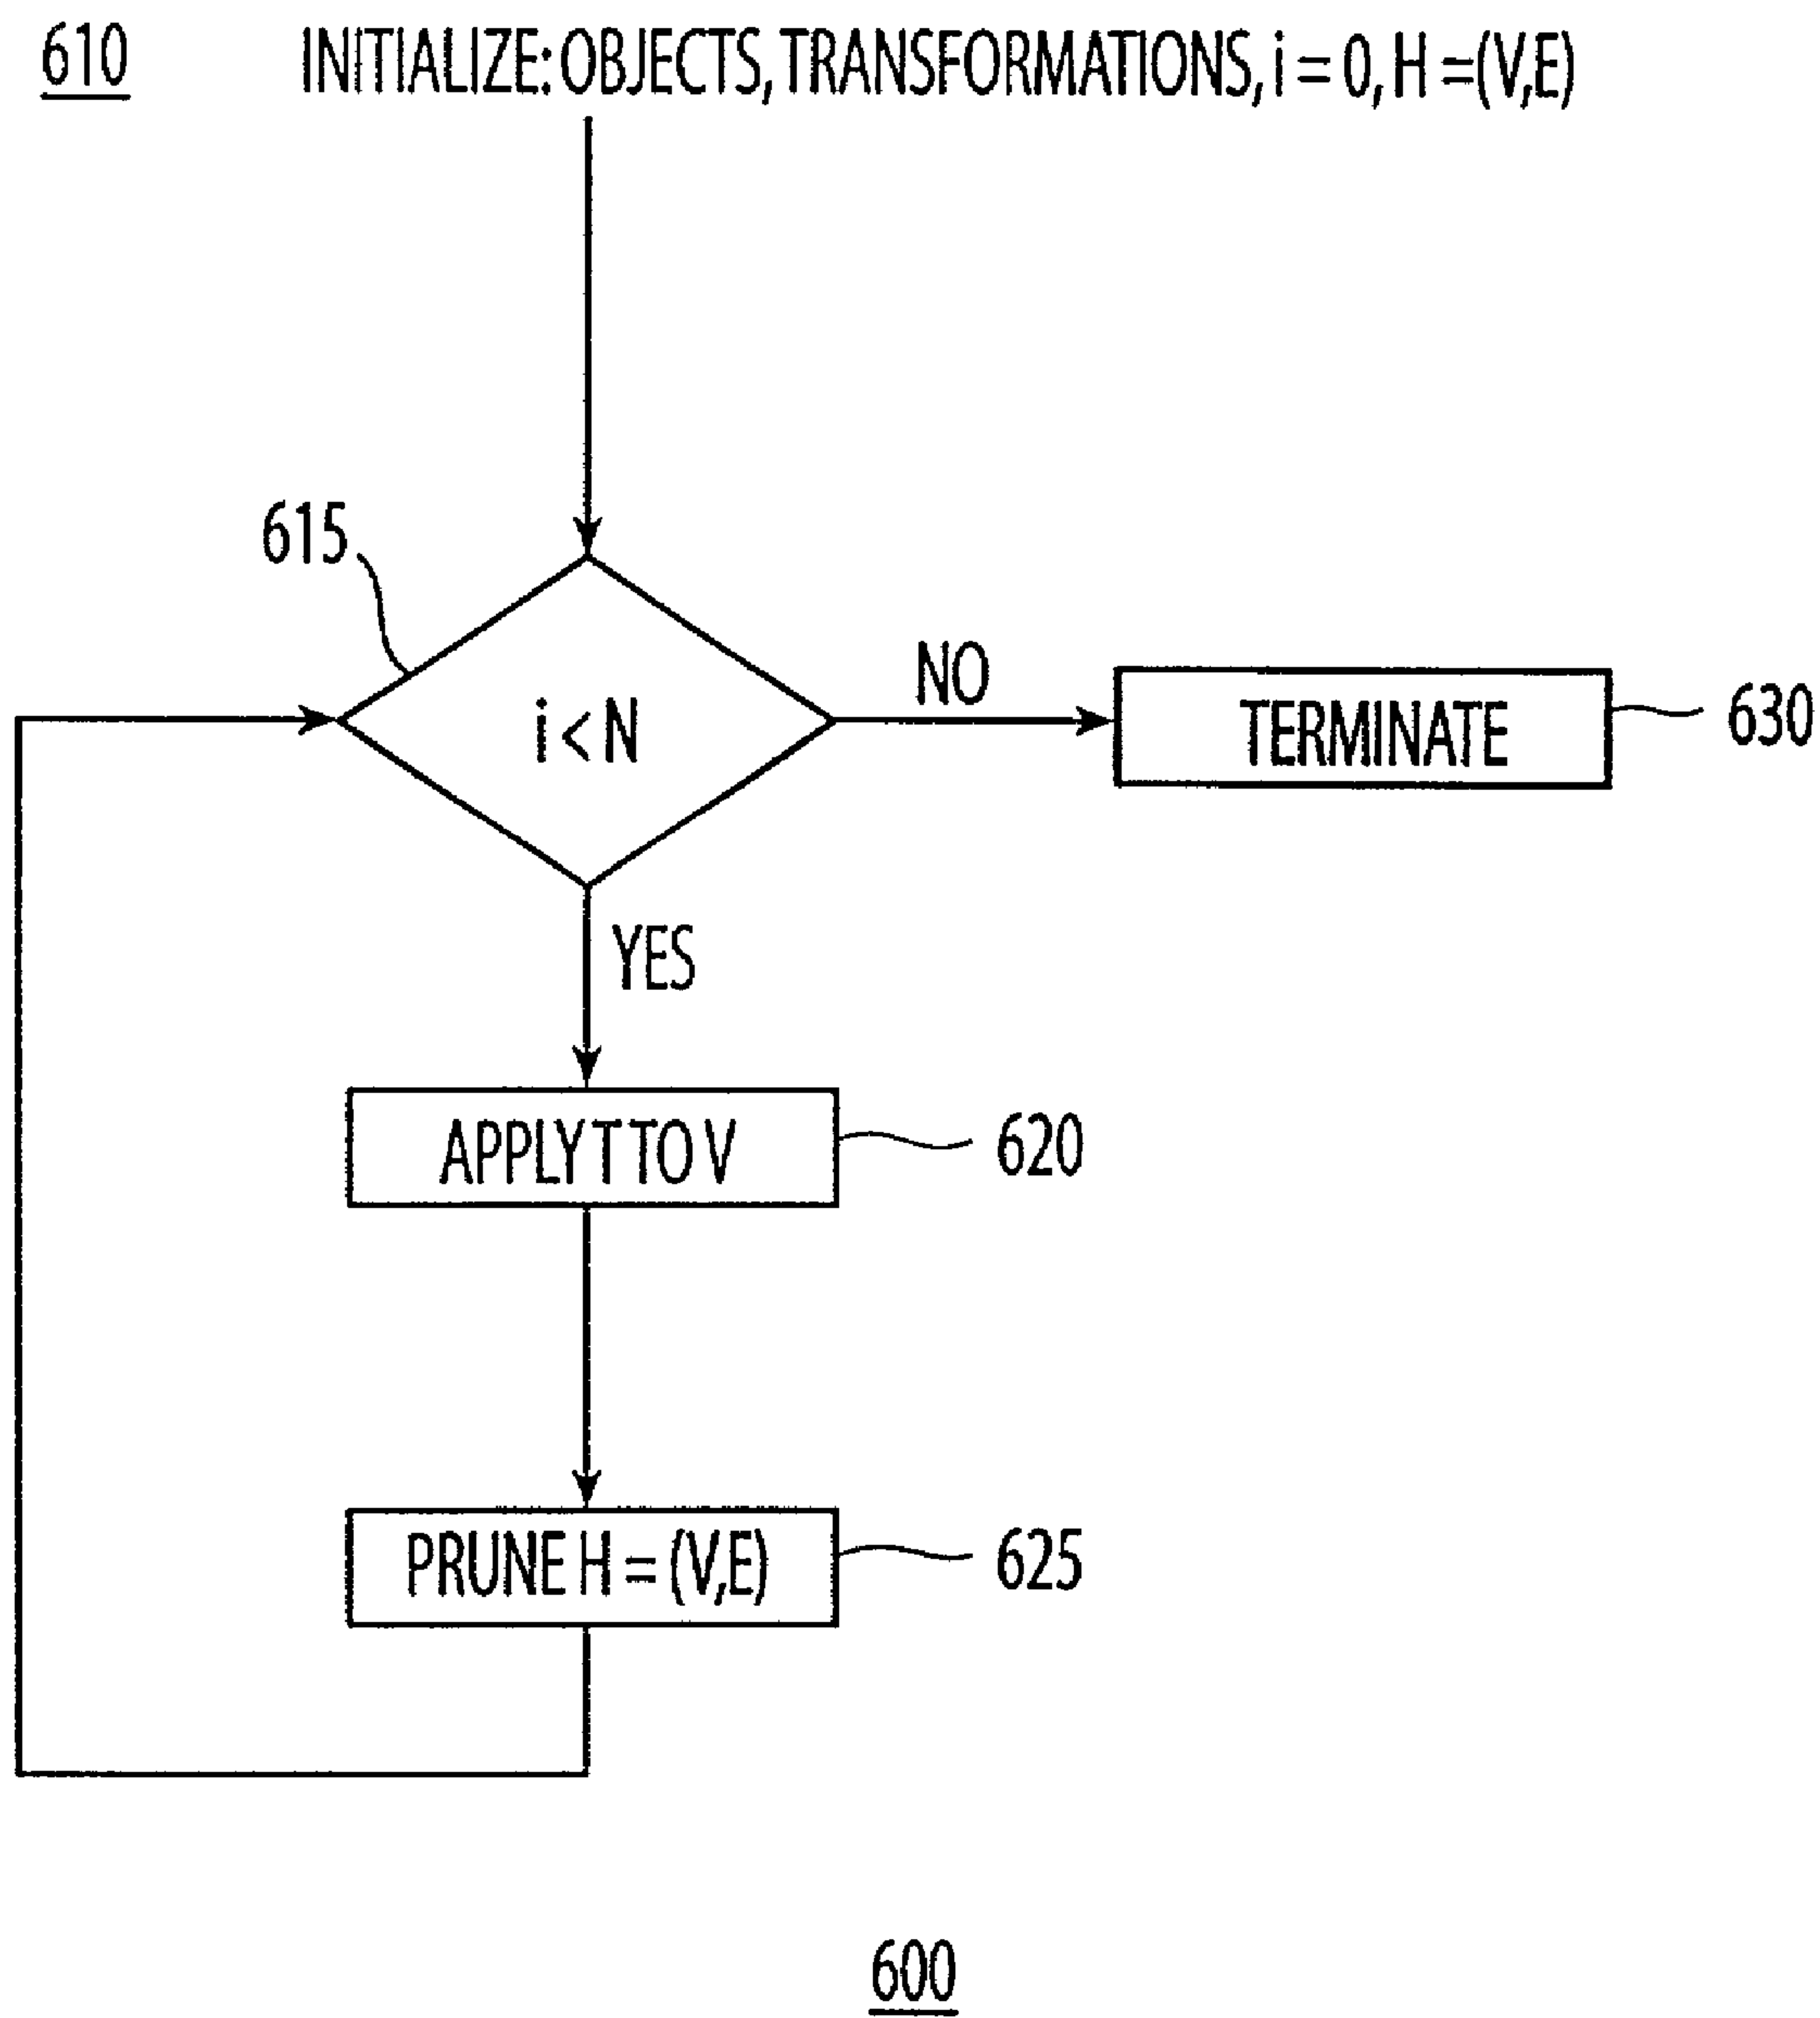 610
INITIALIZE: OBJECTS, TRANSFORMATIONS, i = 0, H =(V,E)
615
i < N
NO
TERMINATE
630
YES
APPLY T TO V
620
PRUNE H = (V,E)
625
600